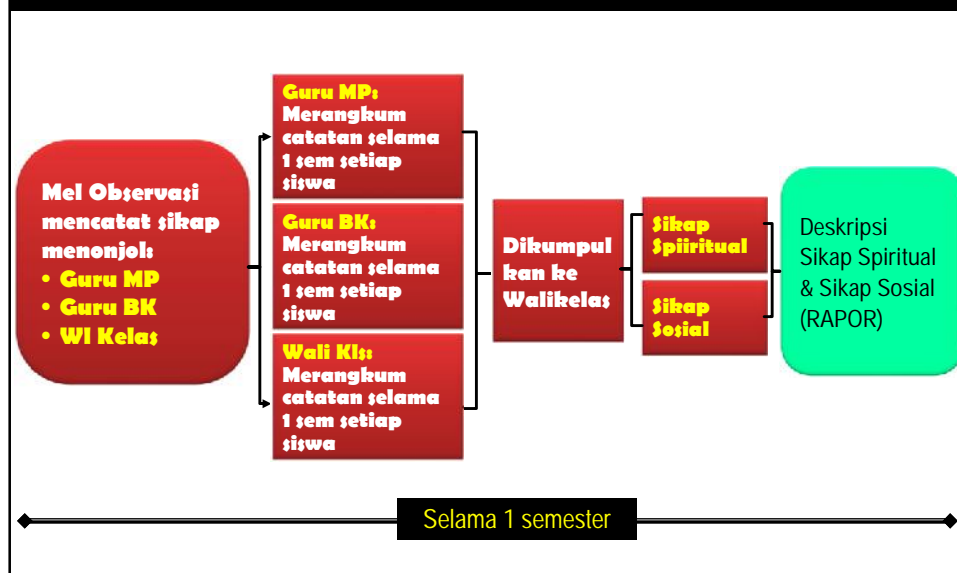 Mel Observasi
mencatat sikap
menonjol:
• Guru MP
• Guru BK
• Wl Kelas
Guru MP:
Merangkum
catatan selama
1 sem setiap
siswa
Guru BK:
Merangkum
catatan selama
1 sem setiap
siswa
Wali Kls:
Merangkum
catatan selama
1 sem setiap
siswa
Dikumpul
kan ke
Walikelas
Sikap
Spiiritual
Sikap
Sosial
Deskripsi
Sikap Spiritual
& Sikap Sosial
(RAPOR)
Selama 1 semester